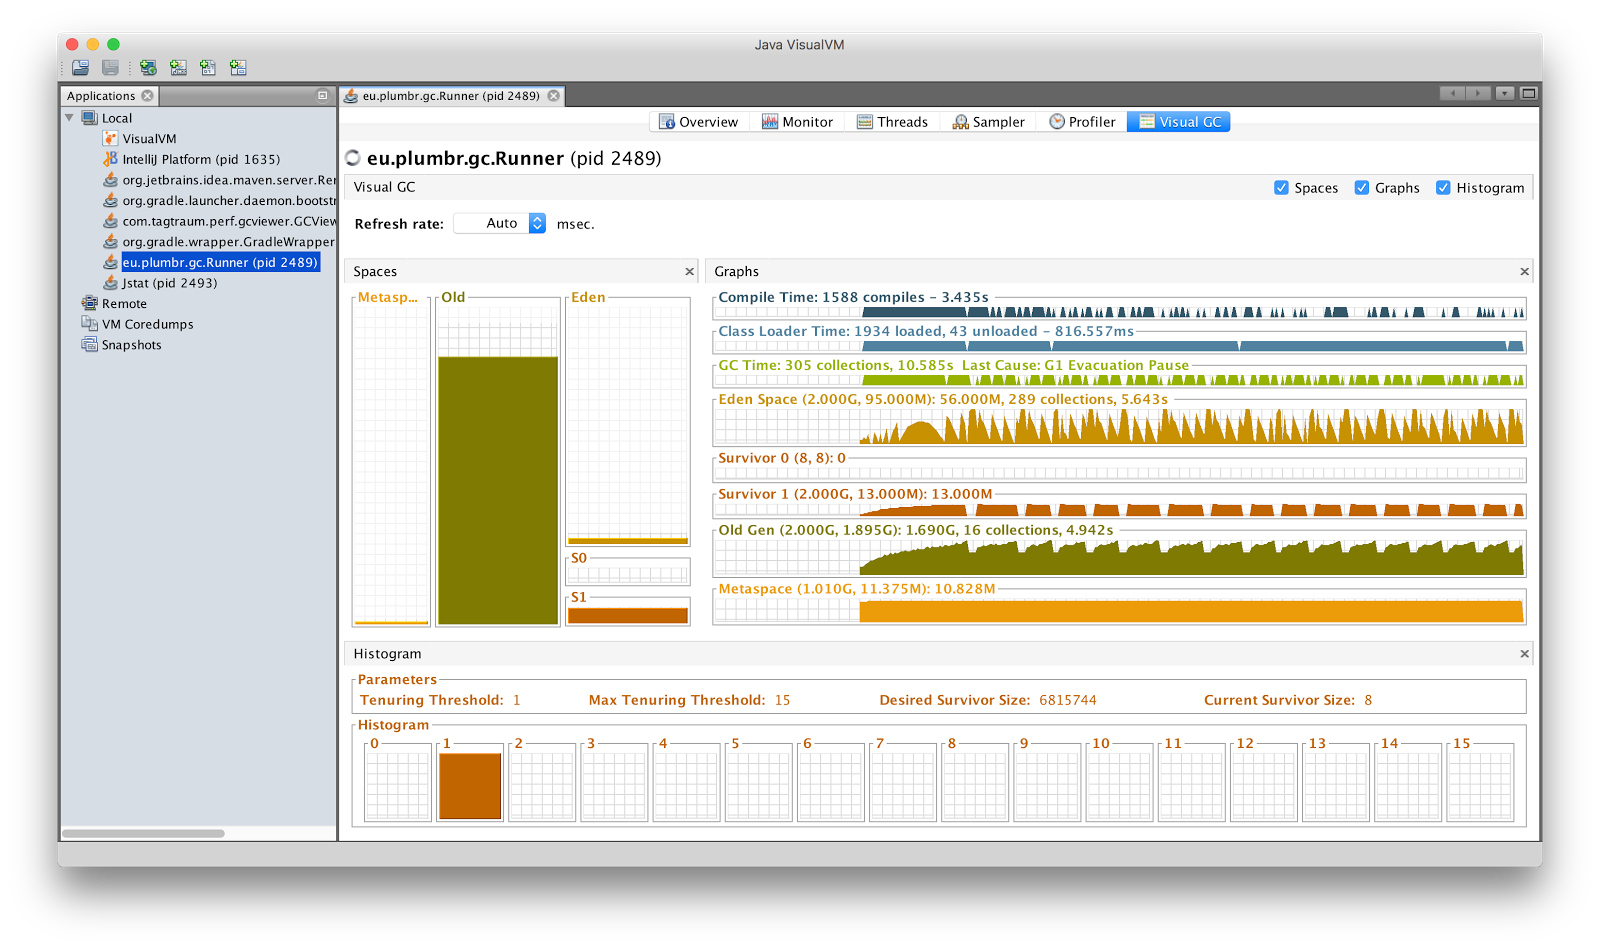 Java VisualVM
Applications
eu.plumbr.gc.Runner (pid 2489)
Local
VisualVM
IntelliJ Platform (pid 1635)
org.jetbrains.idea.maven.server.Rer
org.gradle.launcher.daemon.bootstr
com.tagtraum.perf.gcviewer.GCView
org.gradle.wrapper.GradleWrapper
eu.plumbr.gc.Runner (pid 2489)
Jstat (pid 2493)
Remote
VM Coredumps
Snapshots
Overview Monitor Threads Sampler Profiler Visual GC
eu.plumbr.gc.Runner (pid 2489)
Visual GC Spaces Graphs Histogram
Refresh rate: Auto msec.
Spaces
Metasp... Old Eden
S0
S1
Graphs
Compile Time: 1588 compiles - 3.435s
Class Loader Time: 1934 loaded, 43 unloaded - 816.557ms
GC Time: 305 collections, 10.585s Last Cause: G1 Evacuation Pause
Eden Space (2.000G, 95.000M): 56.000M, 289 collections, 5.643s
Survivor 0 (8, 8): 0
Survivor 1 (2.000G, 13.000M): 13.000M
Old Gen (2.000G, 1.895G): 1.690G, 16 collections, 4.942s
Metaspace (1.010G, 11.375M): 10.828M
Histogram
Parameters
Tenuring Threshold: 1 Max Tenuring Threshold: 15 Desired Survivor Size: 6815744 Current Survivor Size: 8
Histogram
0 1 2 3 4 5 6 7 8 9 10 11 12 13 14 15